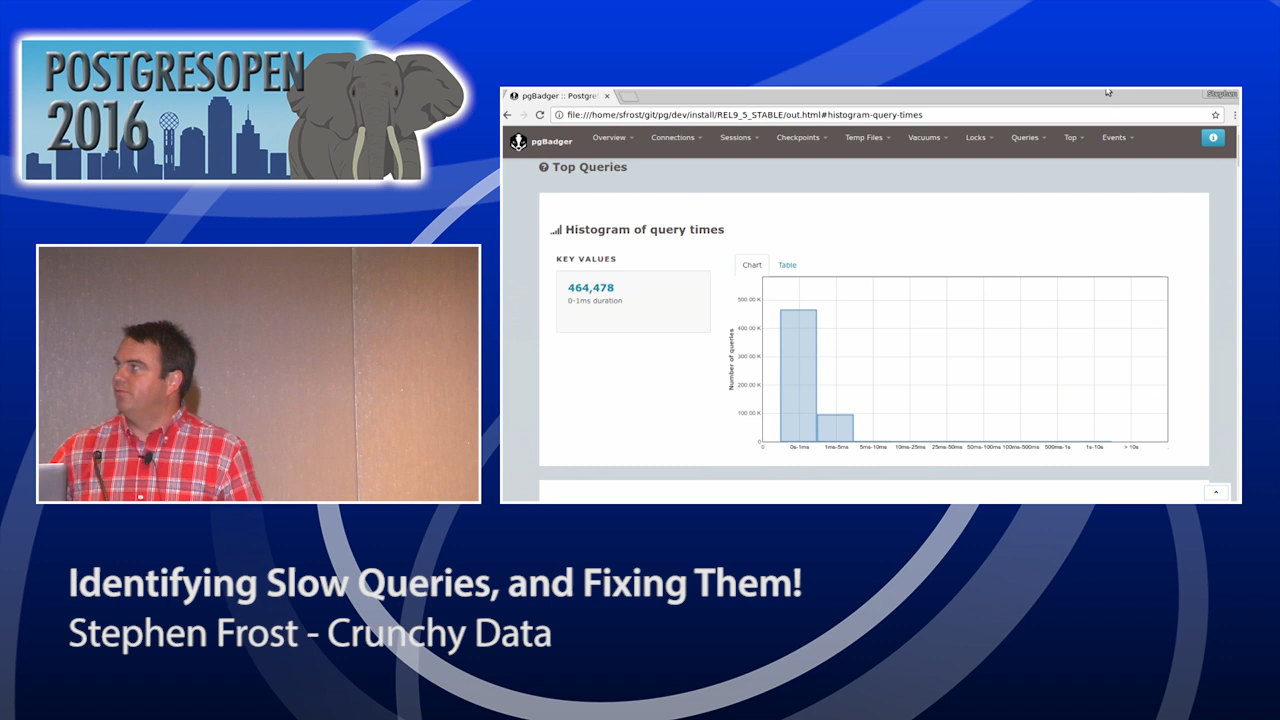 POSTGRESOPEN
2016
pgBadger :: Postgre
Stephen
file:///home/sfrost/git/pg/dev/install/REL9_5_STABLE/out.html#histogram-query-times
pgBadger Overview Connections Sessions Checkpoints Temp Files Vacuums Locks Queries Top Events
Top Queries
Histogram of query times
KEY VALUES
464,478
0-1ms duration
Chart Table
Number of queries
500.00 K
400.00 K
300.00 K
200.00 K
100.00 K
0
0s-1ms 1ms-5ms 5ms-10ms 10ms-25ms 25ms-50ms 50ms-100ms 100ms-500ms 500ms-1s 1s-10s > 10s
Identifying Slow Queries, and Fixing Them!
Stephen Frost - Crunchy Data